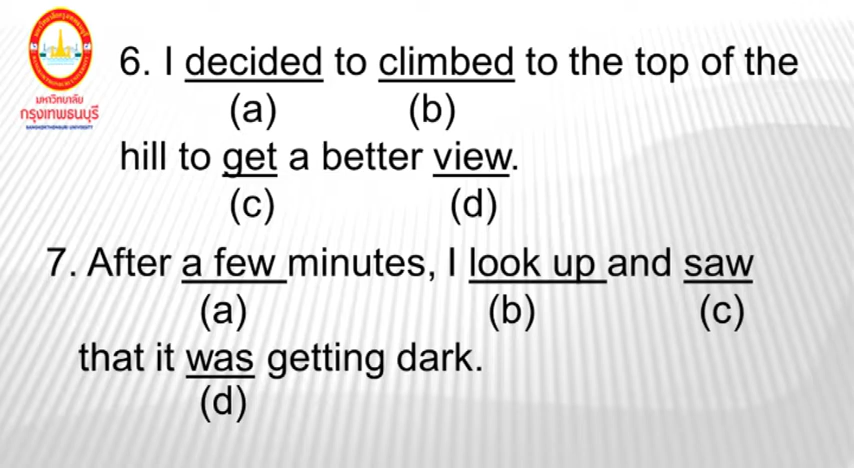 มหาวิทยาลัย
กรุงเทพธนบุรี
BANGKOKTHONBURI UNIVERSITY
6. I decided to climbed to the top of the
(a) (b)
hill to get a better view.
(c) (d)
7. After a few minutes, I look up and saw
(a) (b) (c)
that it was getting dark.
(d)